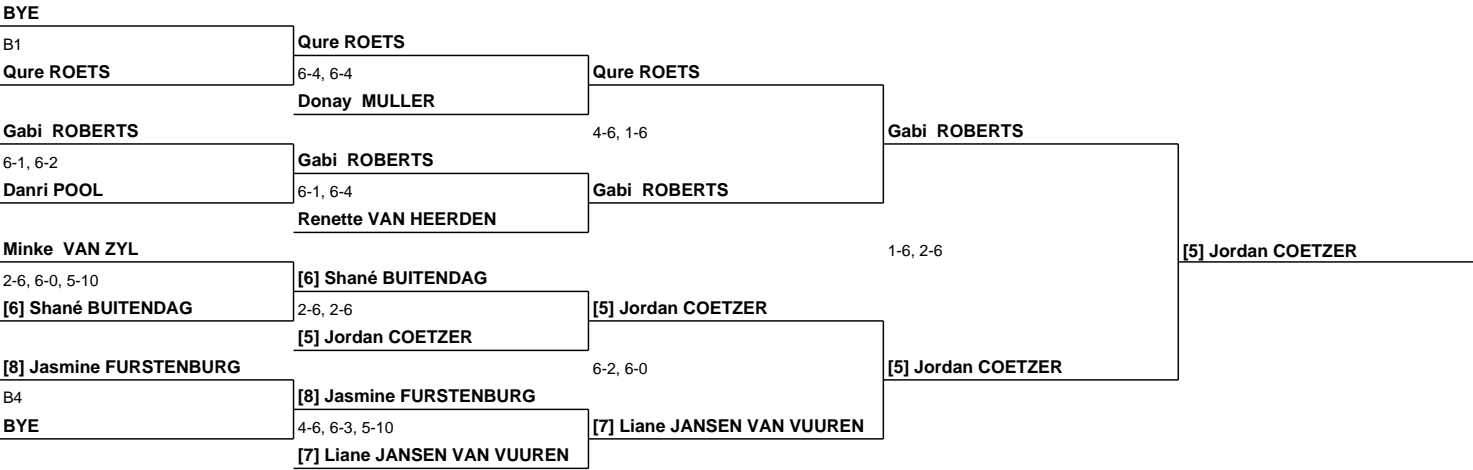 BYE
B1
Qure ROETS
Qure ROETS
6-4, 6-4
Qure ROETS
Donay MULLER
Gabi ROBERTS
4-6, 1-6
Gabi ROBERTS
6-1, 6-2
Gabi ROBERTS
Danri POOL
6-1, 6-4
Gabi ROBERTS
Renette VAN HEERDEN
Minke VAN ZYL
1-6, 2-6
[5] Jordan COETZER
2-6, 6-0, 5-10
[6] Shané BUITENDAG
[6] Shané BUITENDAG
2-6, 2-6
[5] Jordan COETZER
[5] Jordan COETZER
[8] Jasmine FURSTENBURG
6-2, 6-0
[5] Jordan COETZER
B4
[8] Jasmine FURSTENBURG
BYE
4-6, 6-3, 5-10
[7] Liane JANSEN VAN VUUREN
[7] Liane JANSEN VAN VUUREN